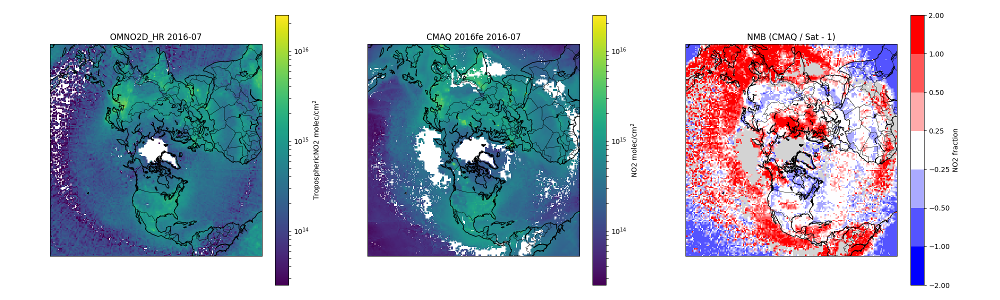 OMNO2D_HR 2016-07
10^16
10^15
10^14
TroposphericNO2 molec/cm^2
CMAQ 2016fe 2016-07
10^16
10^15
10^14
NO2 molec/cm^2
NMB (CMAQ / Sat - 1)
2.00
1.00
0.50
0.25
−0.25
−0.50
−1.00
−2.00
NO2 fraction